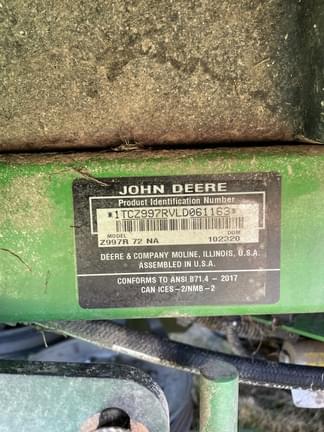 JOHN DEERE
Product Identification Number
*1TCZ997RVLD061163*
MODEL DOM
Z997R 72 NA 102320
DEERE & COMPANY MOLINE, ILLINOIS, U.S.A.
ASSEMBLED IN U.S.A.
CONFORMS TO ANSI B71.4 - 2017
CAN ICES-2/NMB-2